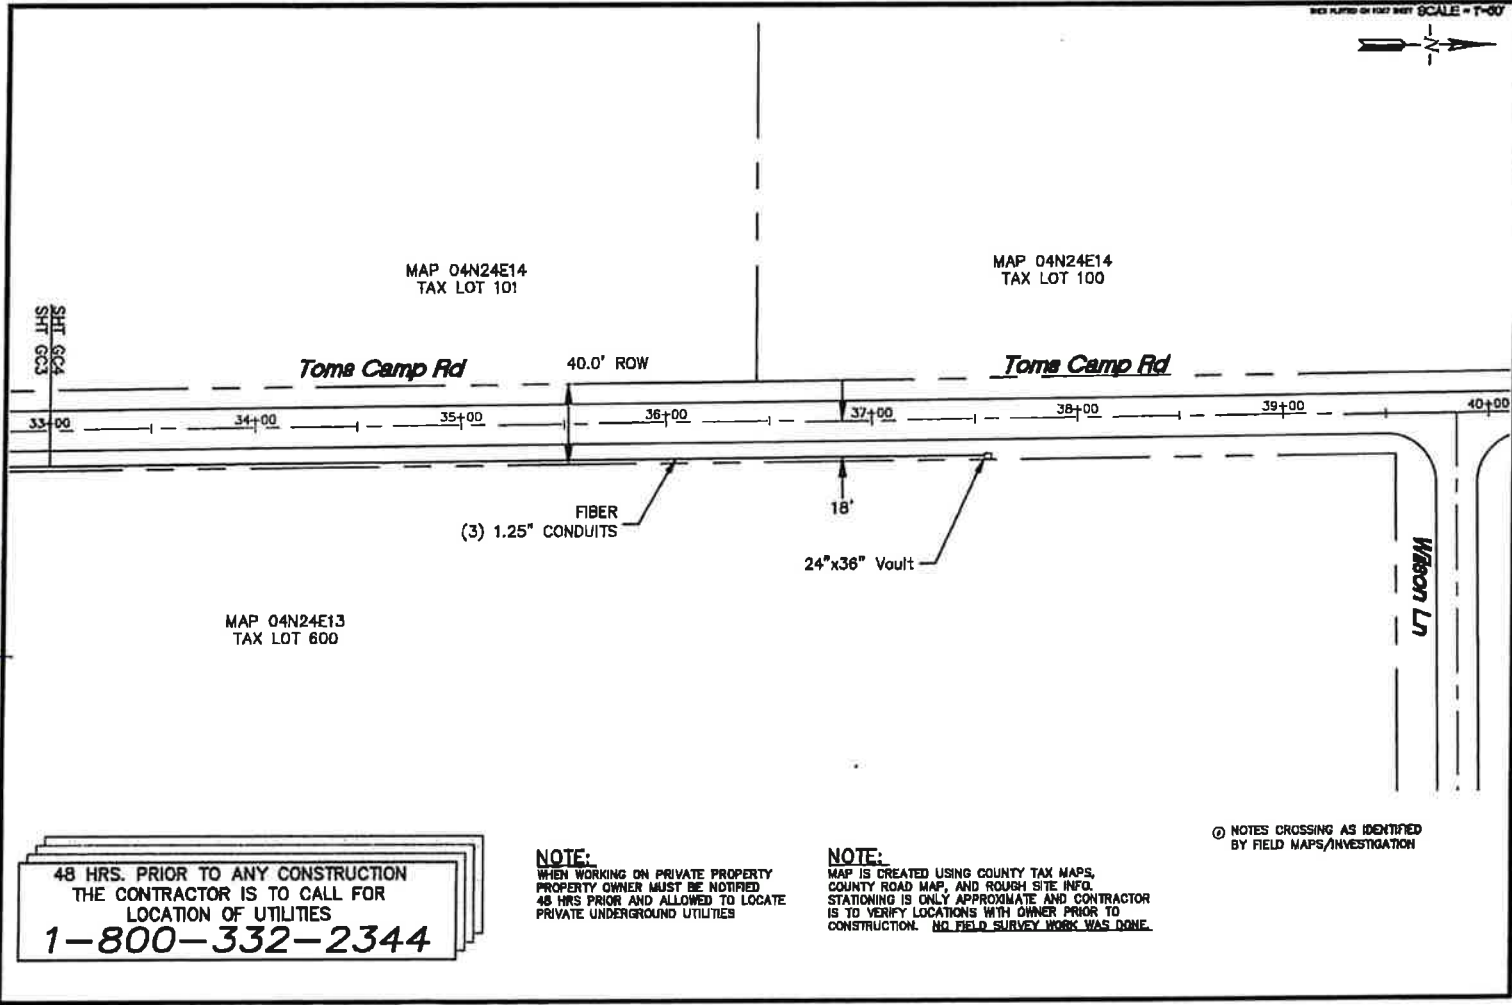 SCALE = 1"=60'
N
MAP 04N24E14
TAX LOT 101
MAP 04N24E14
TAX LOT 100
SHT GC4
SHT GC3
Toms Camp Rd
40.0' ROW
Toms Camp Rd
33+00
34+00
35+00
36+00
37+00
38+00
39+00
40+00
FIBER
(3) 1.25" CONDUITS
18'
24"x36" Vault
Wilson Ln
MAP 04N24E13
TAX LOT 600
48 HRS. PRIOR TO ANY CONSTRUCTION
THE CONTRACTOR IS TO CALL FOR
LOCATION OF UTILITIES
1-800-332-2344
NOTE:
WHEN WORKING ON PRIVATE PROPERTY
PROPERTY OWNER MUST BE NOTIFIED
48 HRS PRIOR AND ALLOWED TO LOCATE
PRIVATE UNDERGROUND UTILITIES
NOTE:
MAP IS CREATED USING COUNTY TAX MAPS,
COUNTY ROAD MAP, AND ROUGH SITE INFO.
STATIONING IS ONLY APPROXIMATE AND CONTRACTOR
IS TO VERIFY LOCATIONS WITH OWNER PRIOR TO
CONSTRUCTION. NO FIELD SURVEY WORK WAS DONE.
NOTES CROSSING AS IDENTIFIED
BY FIELD MAPS/INVESTIGATION